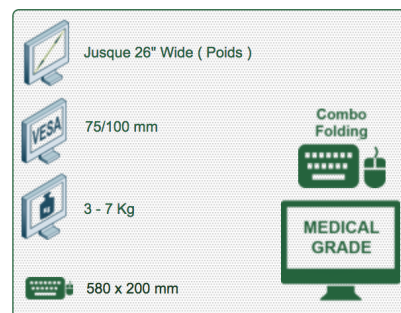 Jusque 26" Wide ( Poids )
VESA
75/100 mm
Combo
Folding
KG
3 - 7 Kg
MEDICAL
GRADE
580 x 200 mm